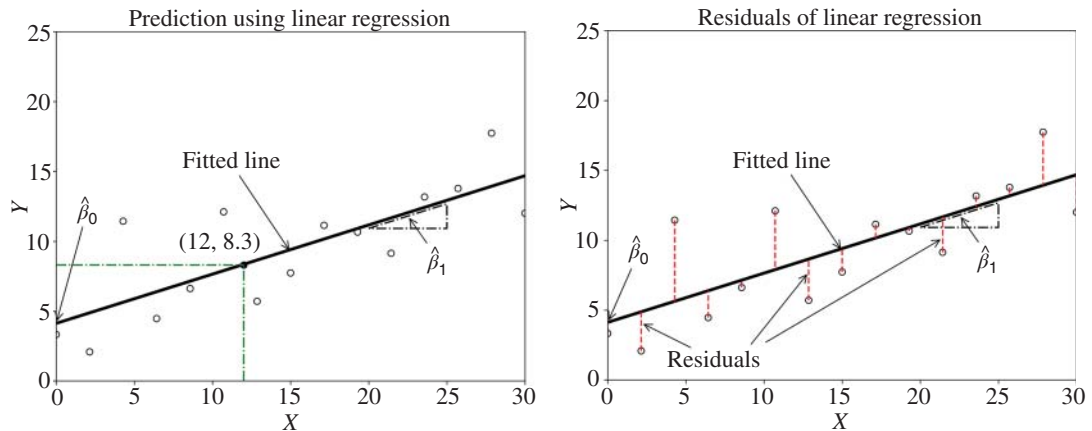 Prediction using linear regression
25
20
15
10
5
0
Y
Fitted line
β̂0
(12, 8.3)
β̂1
0 5 10 15 20 25 30
X
Residuals of linear regression
25
20
15
10
5
0
Y
Fitted line
β̂0
β̂1
Residuals
0 5 10 15 20 25 30
X